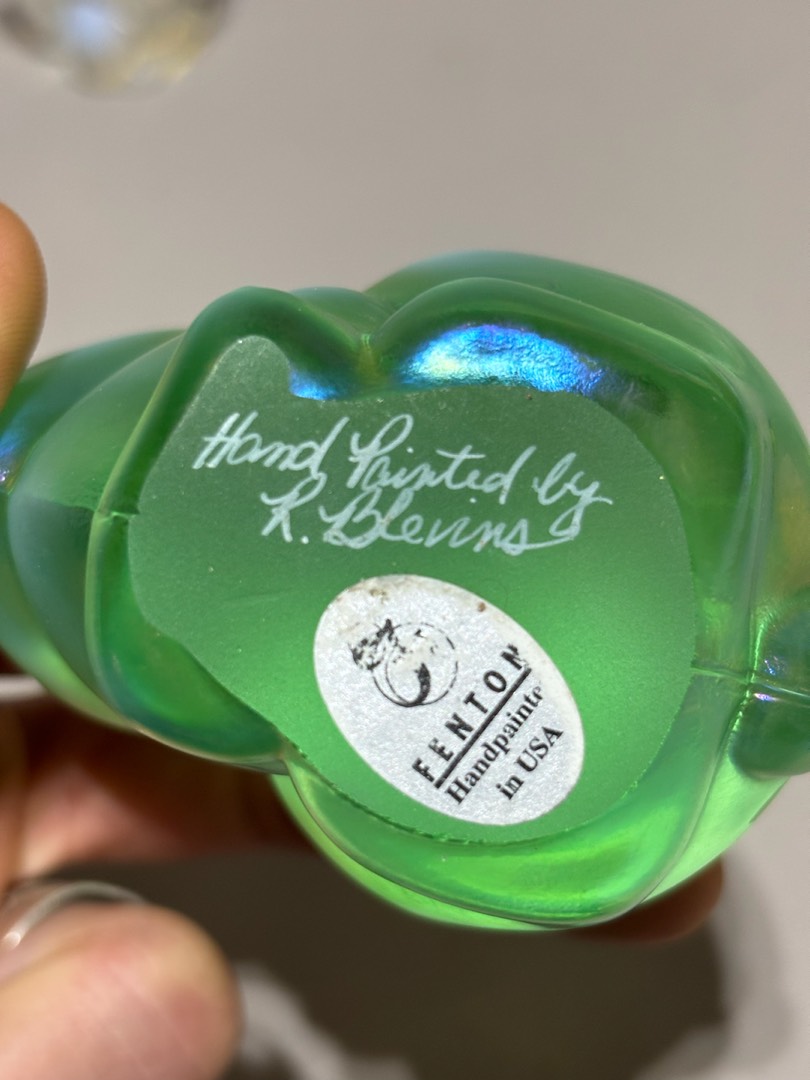 Hand Painted by
R. Blevins
FENTON
Handpainte
in USA